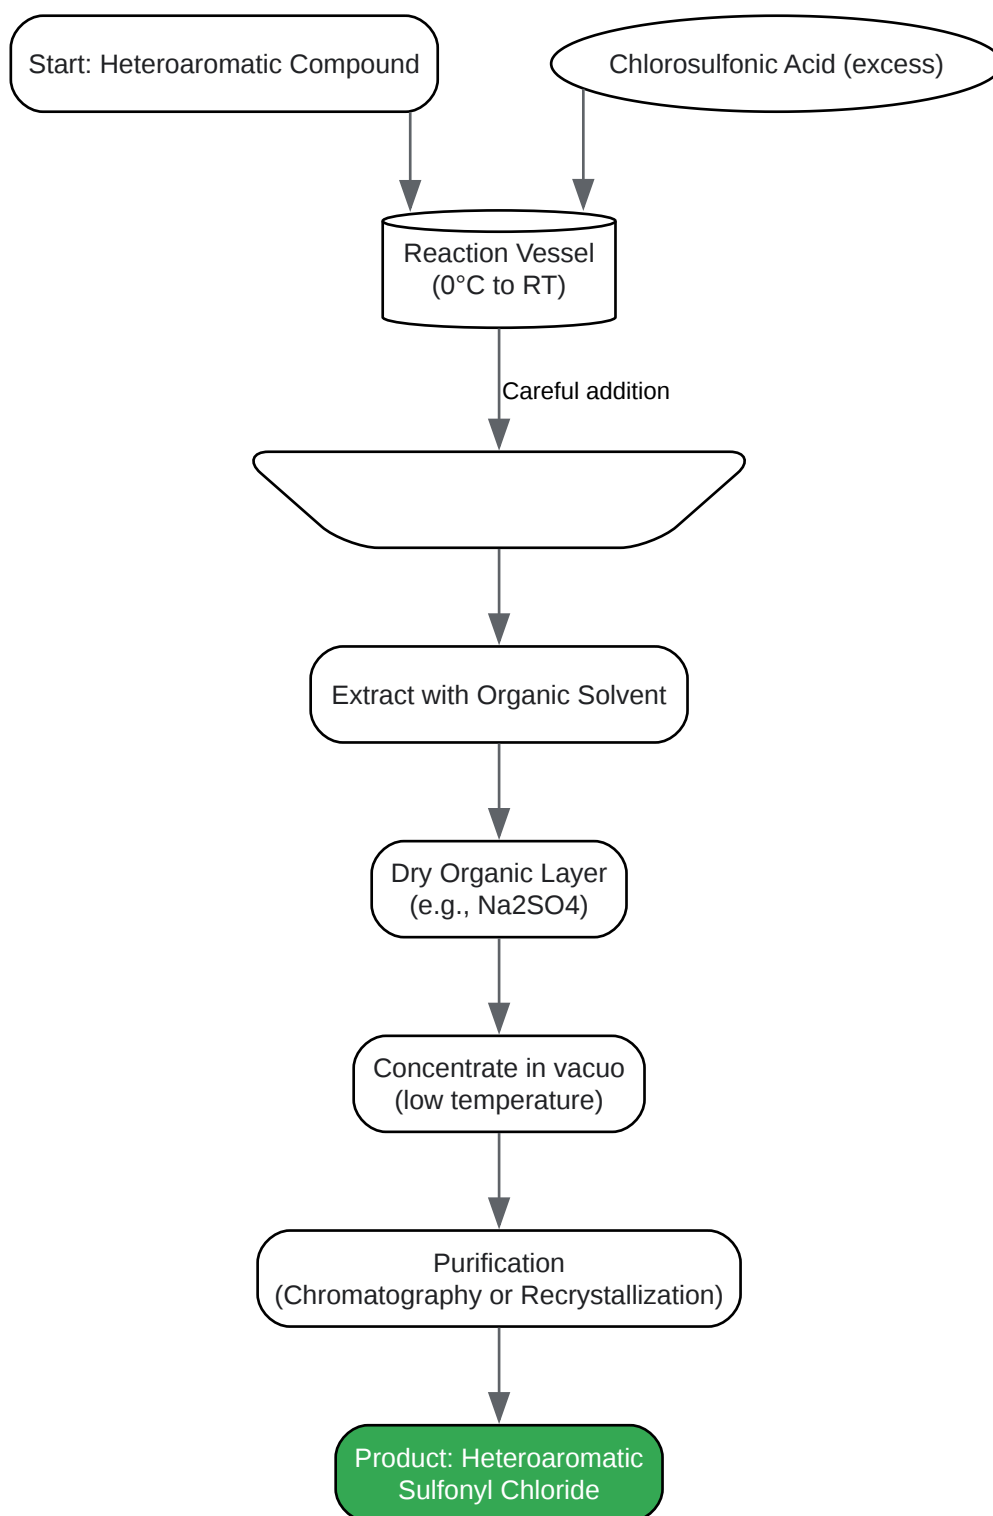 Start: Heteroaromatic Compound
Chlorosulfonic Acid (excess)
Reaction Vessel
(0°C to RT)
Careful addition
Extract with Organic Solvent
Dry Organic Layer
(e.g., Na2SO4)
Concentrate in vacuo
(low temperature)
Purification
(Chromatography or Recrystallization)
Product: Heteroaromatic
Sulfonyl Chloride